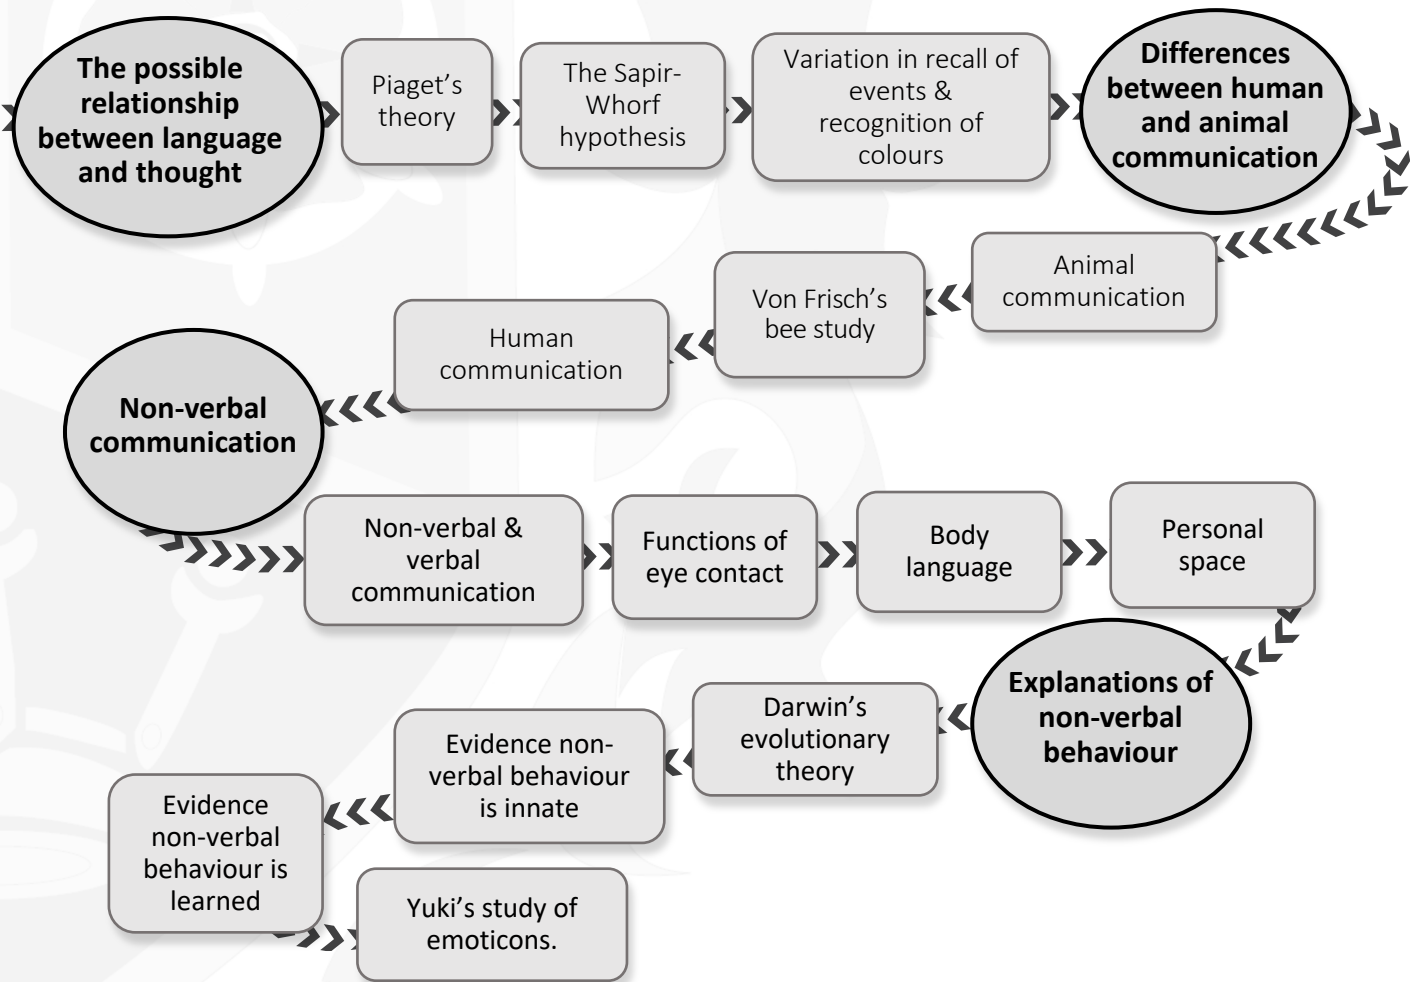 The possible
relationship
between language
and thought
Piaget’s
theory
The Sapir-
Whorf
hypothesis
Variation in recall of
events &
recognition of
colours
Differences
between human
and animal
communication
Animal
communication
Von Frisch’s
bee study
Human
communication
Non-verbal
communication
Non-verbal &
verbal
communication
Functions of
eye contact
Body
language
Personal
space
Explanations of
non-verbal
behaviour
Darwin’s
evolutionary
theory
Evidence non-
verbal behaviour
is innate
Evidence
non-verbal
behaviour is
learned
Yuki’s study of
emoticons.